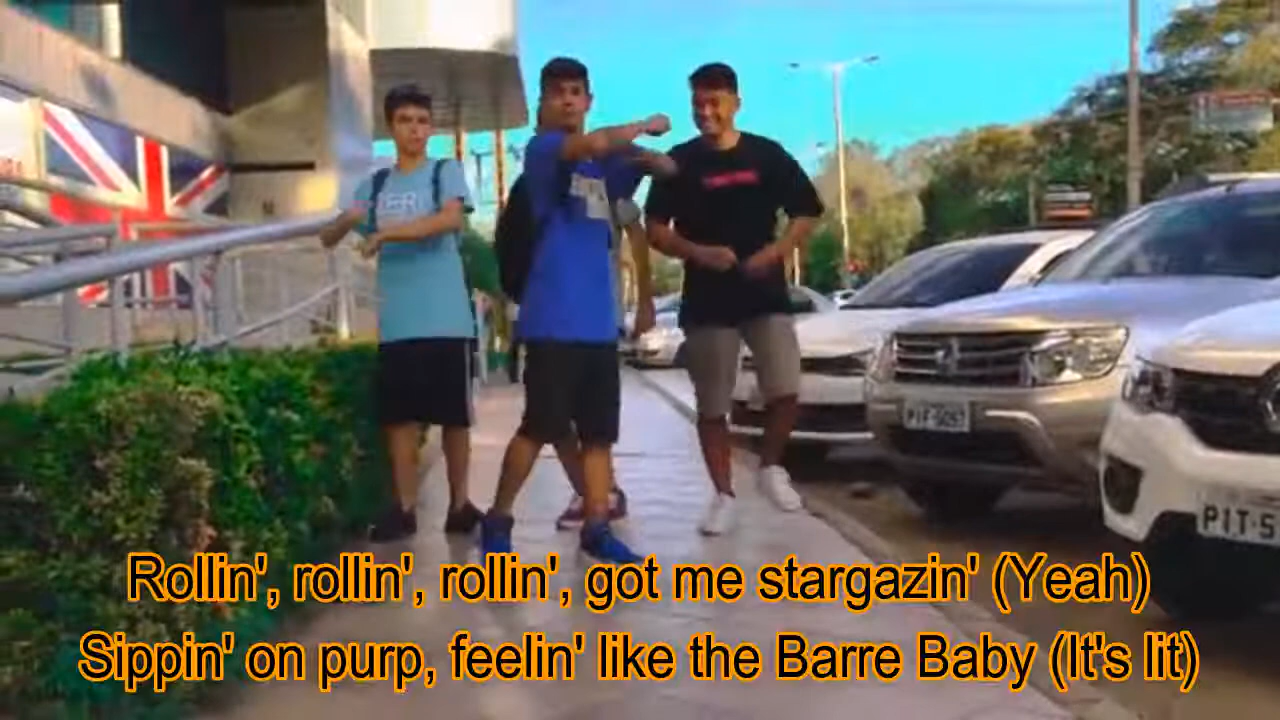 Rollin', rollin', rollin', got me stargazin' (Yeah)
Sippin' on purp, feelin' like the Barre Baby (It's lit)